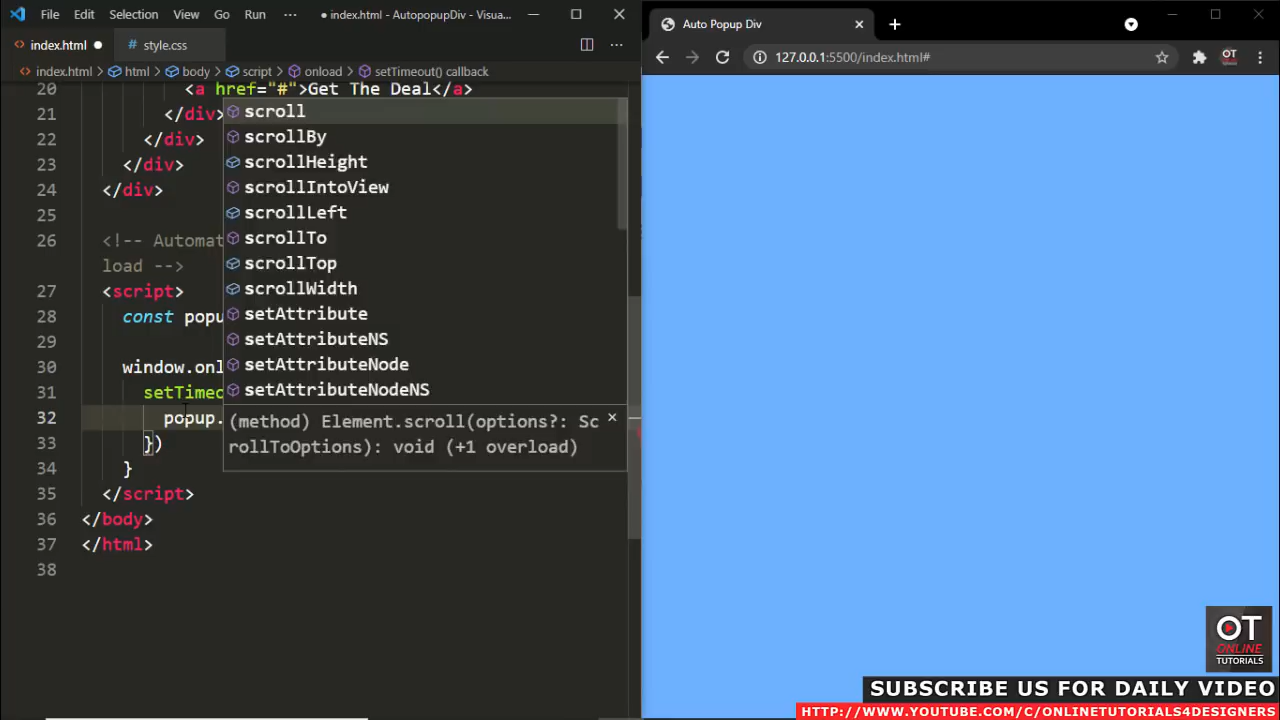 File Edit Selection View Go Run ··· ● index.html - AutopopupDiv - Visua...
index.html ● # style.css ···
index.html > html > body > script > onload > setTimeout() callback
20 <a href="#">Get The Deal</a>
21 </div>
22 </div>
23 </div>
24 </div>
25
26 <!-- Automat
load -->
27 <script>
28 const popu
29
30 window.onl
31 setTimeo
32 popup.
33 })
34 }
35 </script>
36 </body>
37 </html>
38
scroll
scrollBy
scrollHeight
scrollIntoView
scrollLeft
scrollTo
scrollTop
scrollWidth
setAttribute
setAttributeNS
setAttributeNode
setAttributeNodeNS
(method) Element.scroll(options?: Sc
rollToOptions): void (+1 overload)
Auto Popup Div
127.0.0.1:5500/index.html#
OT
OT
ONLINE
TUTORIALS
SUBSCRIBE US FOR DAILY VIDEO
HTTP://WWW.YOUTUBE.COM/C/ONLINETUTORIALS4DESIGNERS